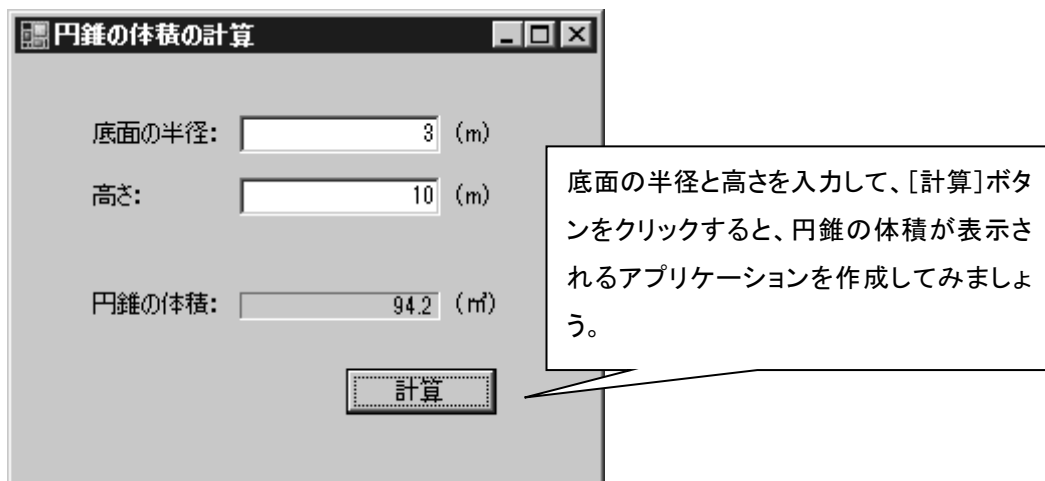 円錐の体積の計算
底面の半径: 3 (m)
高さ: 10 (m)
円錐の体積: 94.2 (㎥)
計算
底面の半径と高さを入力して、[計算]ボタ
ンをクリックすると、円錐の体積が表示さ
れるアプリケーションを作成してみましょ
う。